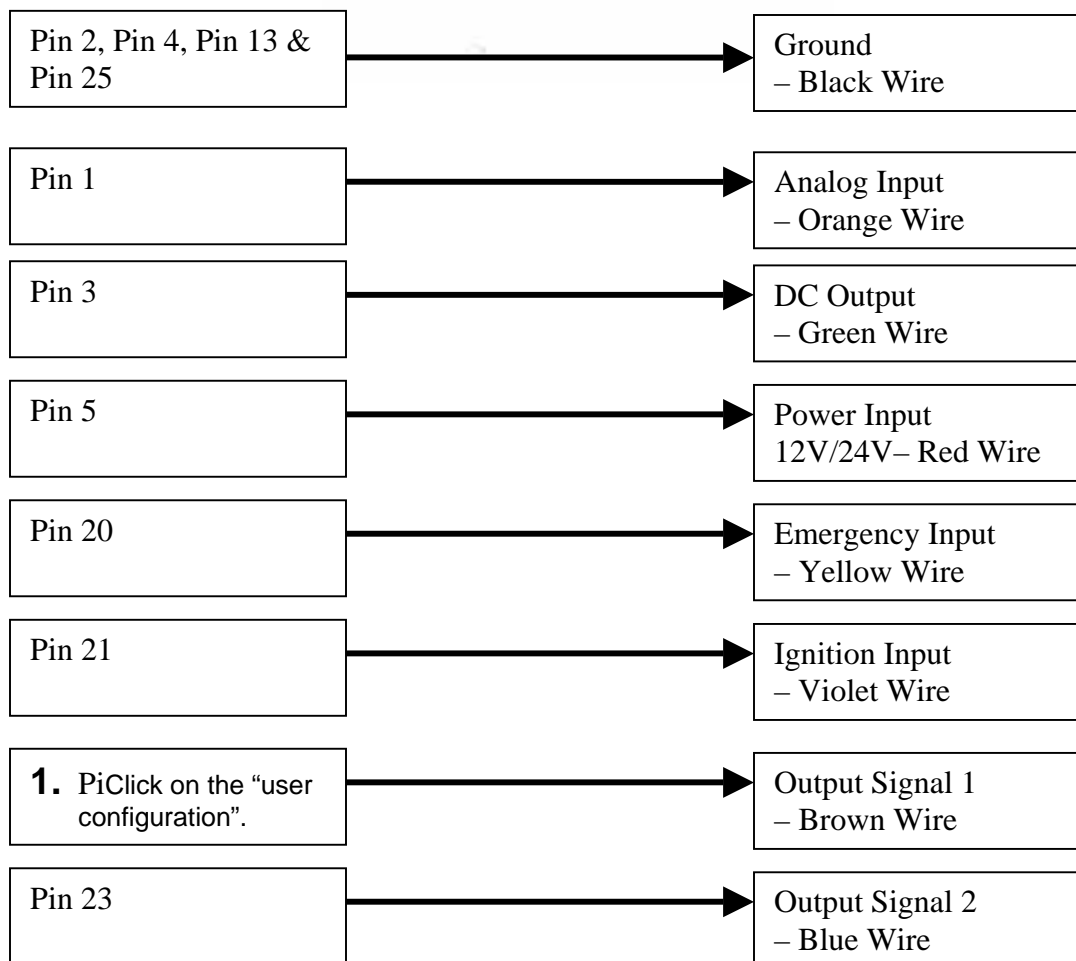 Pin 2, Pin 4, Pin 13 &
Pin 25
Ground
– Black Wire
Pin 1
Analog Input
– Orange Wire
Pin 3
DC Output
– Green Wire
Pin 5
Power Input
12V/24V– Red Wire
Pin 20
Emergency Input
– Yellow Wire
Pin 21
Ignition Input
– Violet Wire
1. PiClick on the “user
configuration”.
Output Signal 1
– Brown Wire
Pin 23
Output Signal 2
– Blue Wire